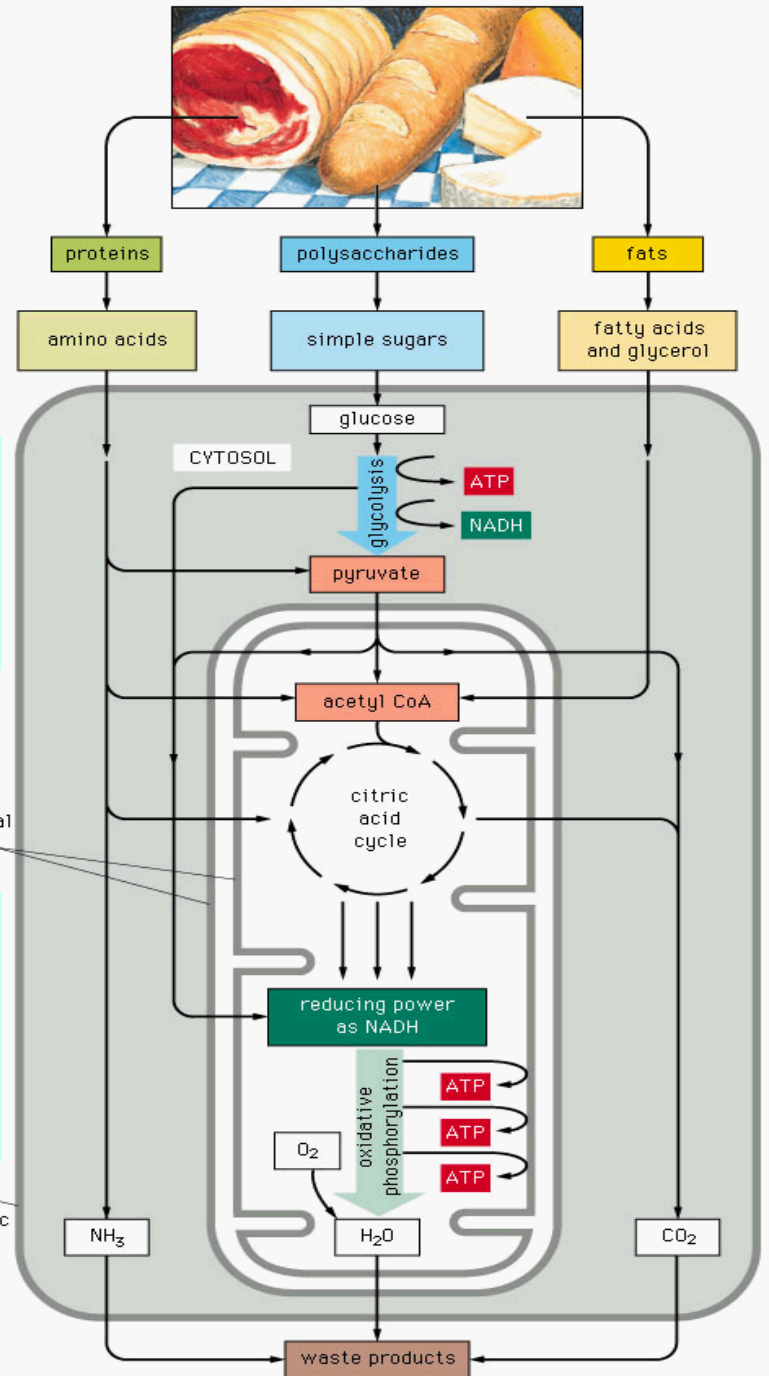 proteins
polysaccharides
fats
amino acids
simple sugars
fatty acids
and glycerol
glucose
CYTOSOL
glycolysis
ATP
NADH
pyruvate
acetyl CoA
citric
acid
cycle
al
reducing power
as NADH
oxidative
phosphorylation
ATP
ATP
ATP
O₂
c
NH₃
H₂O
CO₂
waste products